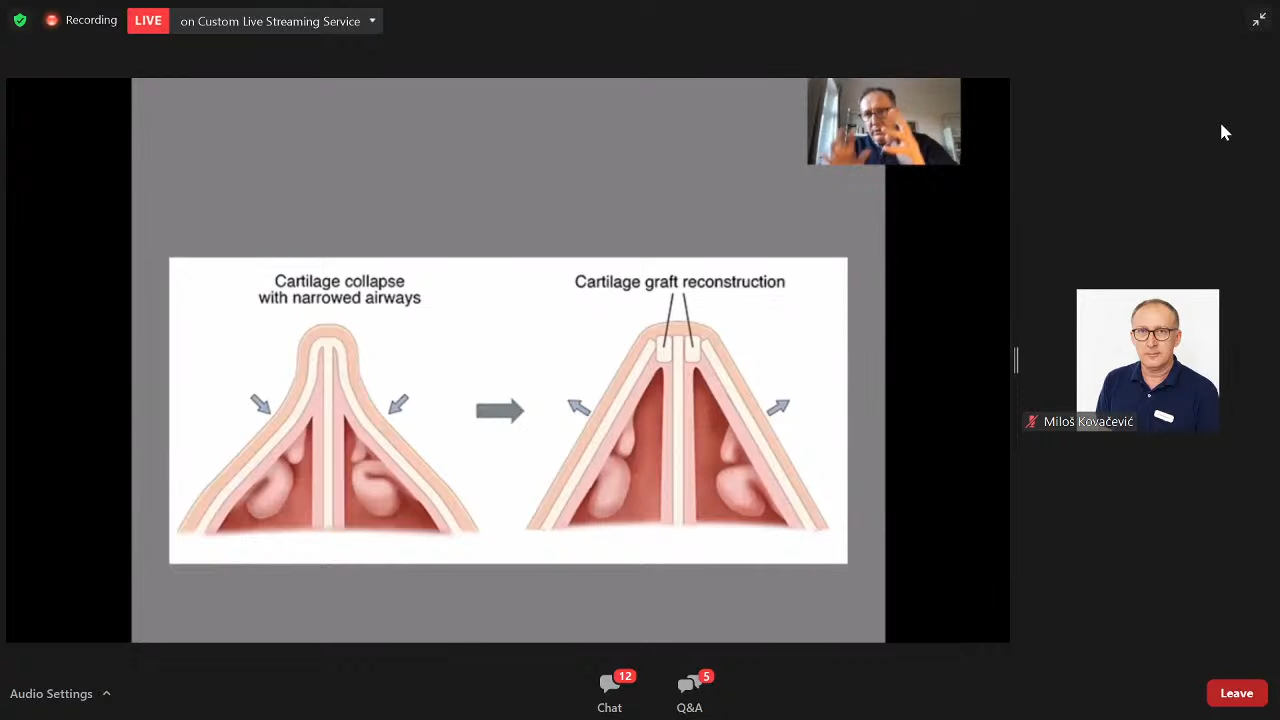 Recording
LIVE
on Custom Live Streaming Service
Cartilage collapse
with narrowed airways
Cartilage graft reconstruction
Miloš Kovačević
Audio Settings
12
Chat
5
Q&A
Leave